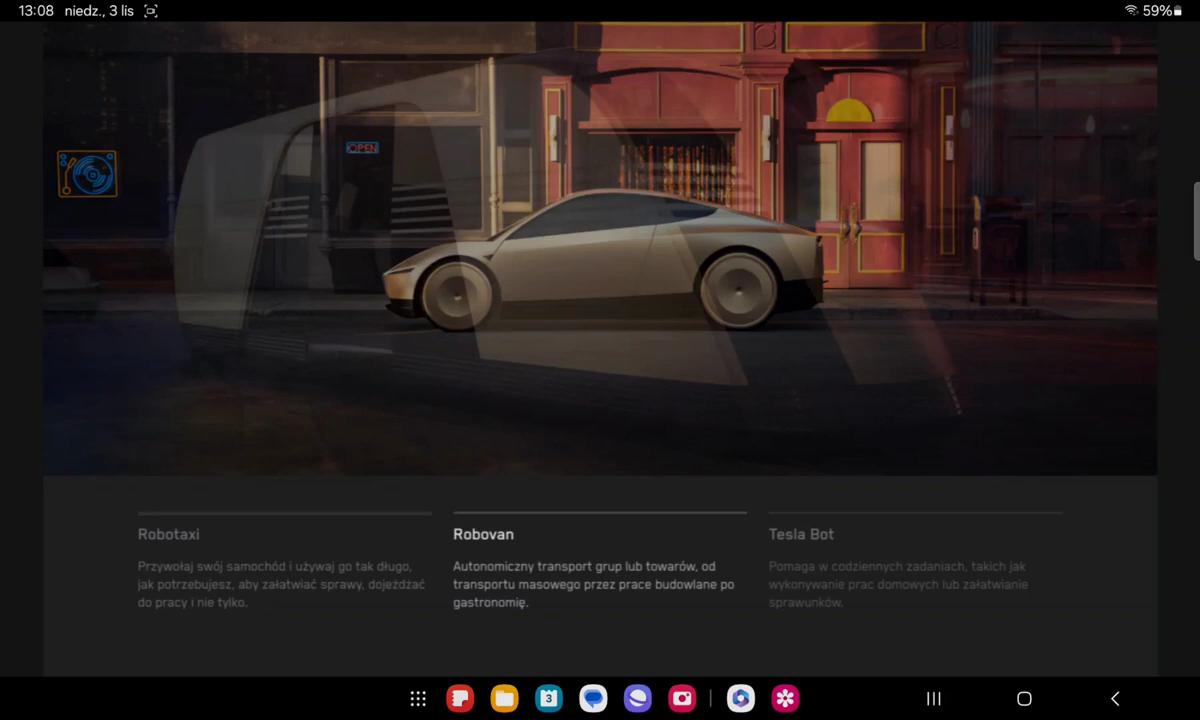 13:08 niedz., 3 lis
59%
OPEN
Robotaxi
Przywołaj swój samochód i używaj go tak długo,
jak potrzebujesz, aby załatwiać sprawy, dojeżdżać
do pracy i nie tylko.
Robovan
Autonomiczny transport grup lub towarów, od
transportu masowego przez prace budowlane po
gastronomię.
Tesla Bot
Pomaga w codziennych zadaniach, takich jak
wykonywanie prac domowych lub załatwianie
sprawunków.
3